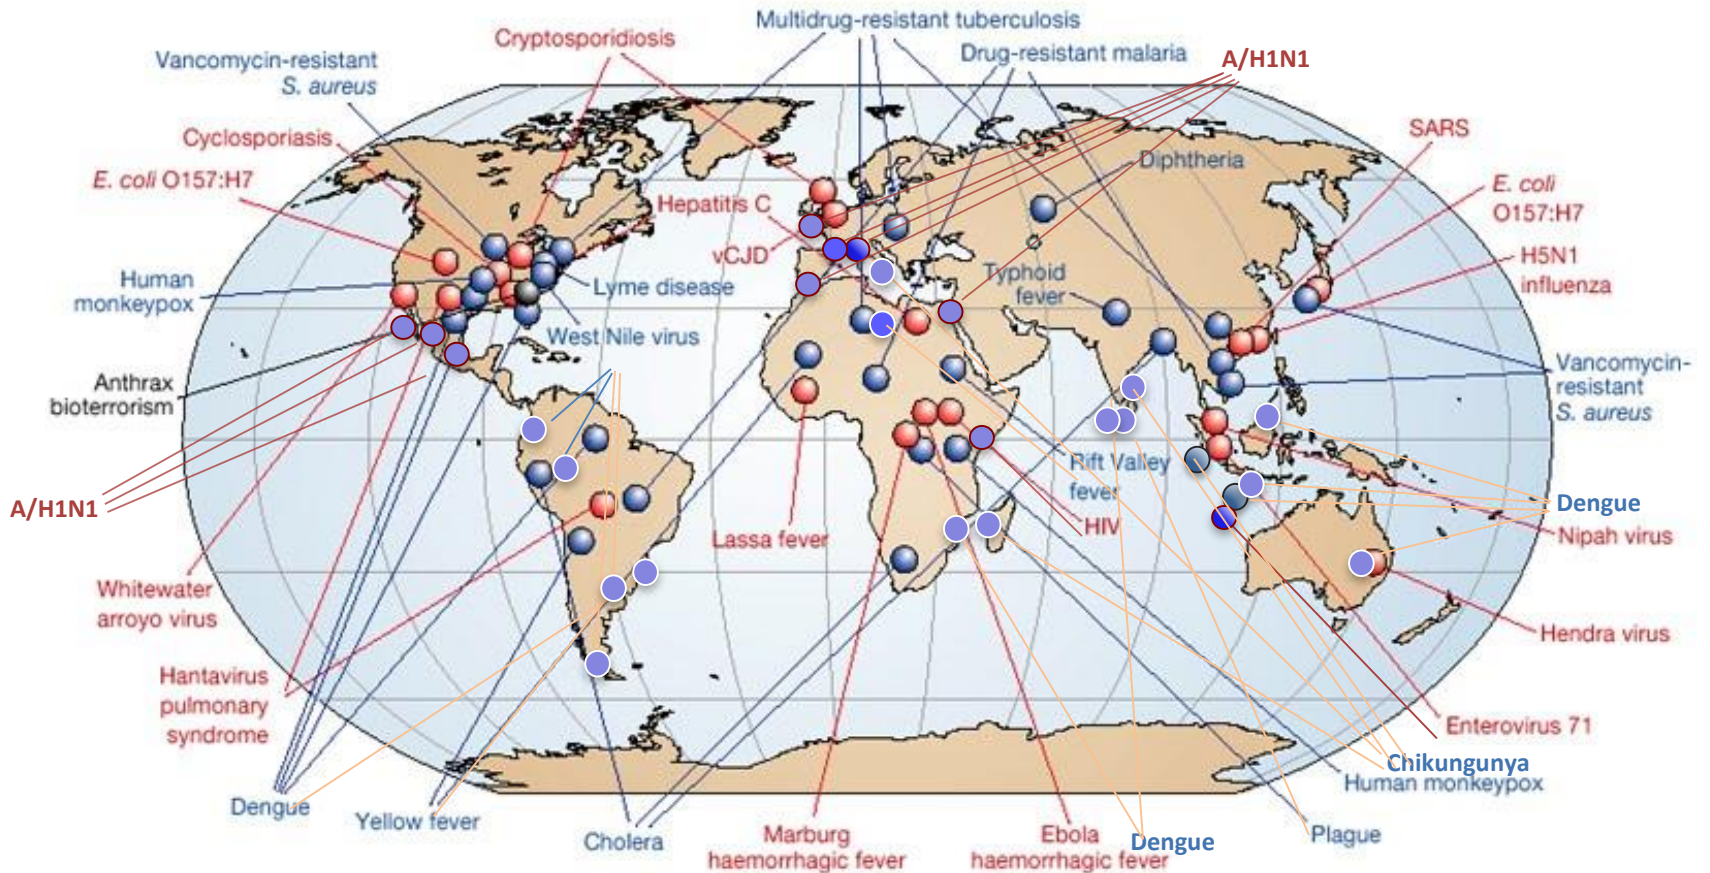 Multidrug-resistant tuberculosis
Cryptosporidiosis
Drug-resistant malaria
A/H1N1
Vancomycin-resistant
S. aureus
Cyclosporiasis
SARS
Diphtheria
E. coli O157:H7
E. coli
O157:H7
Hepatitis C
vCJD
H5N1
influenza
Human
monkeypox
Lyme disease
Typhoid
fever
West Nile virus
Anthrax
bioterrorism
Vancomycin-
resistant
S. aureus
Rift Valley
fever
A/H1N1
HIV
Dengue
Lassa fever
Nipah virus
Whitewater
arroyo virus
Hendra virus
Hantavirus
pulmonary
syndrome
Enterovirus 71
Chikungunya
Human monkeypox
Dengue
Yellow fever
Cholera
Marburg
haemorrhagic fever
Ebola
haemorrhagic fever
Dengue
Plague